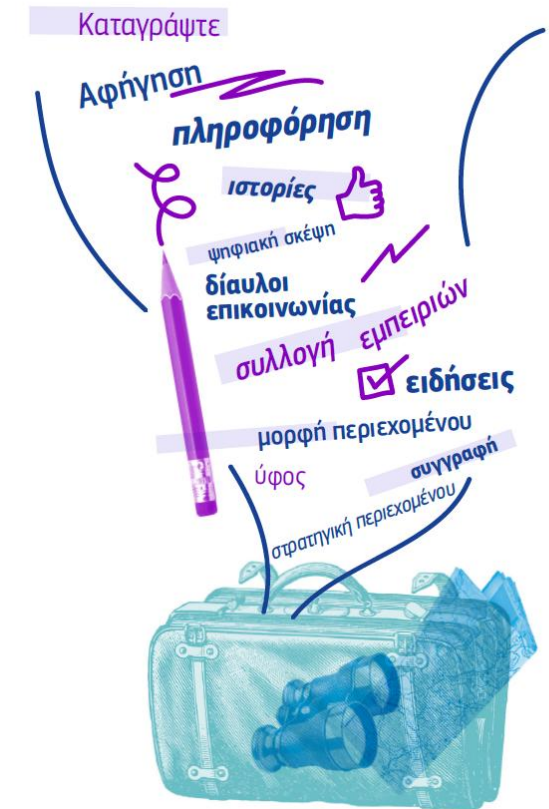 Καταγράψτε
Αφήγηση
πληροφόρηση
ιστορίες
ψηφιακή σκέψη
δίαυλοι
επικοινωνίας
συλλογή εμπειριών
ειδήσεις
μορφή περιεχομένου
ύφος
συγγραφή
στρατηγική περιεχομένου